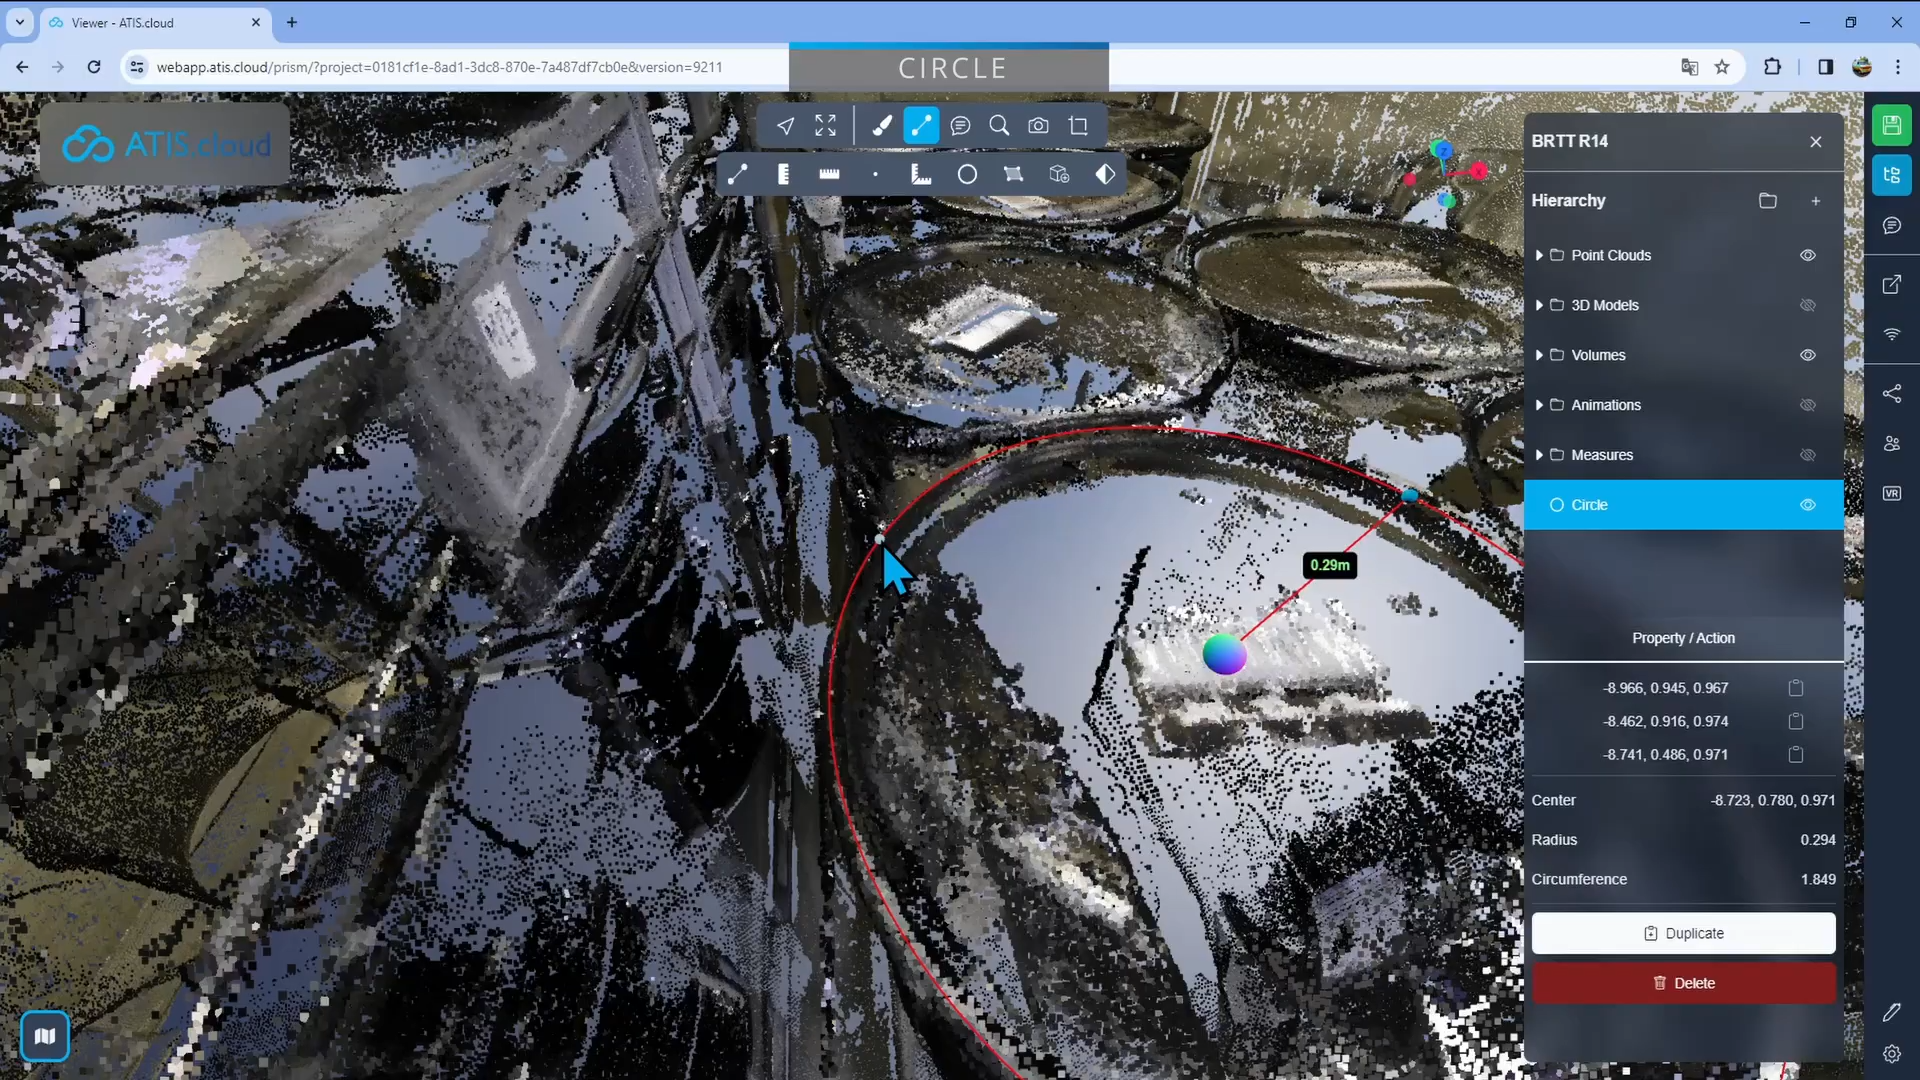 Viewer - ATIS.cloud
webapp.atis.cloud/prism/?project=0181cf1e-8ad1-3dc8-870e-7a487df7cb0e&version=9211
CIRCLE
ATIS.cloud
Z
X
BRTT R14
Hierarchy
Point Clouds
3D Models
Volumes
Animations
Measures
Circle
VR
0.29m
Property / Action
-8.966, 0.945, 0.967
-8.462, 0.916, 0.974
-8.741, 0.486, 0.971
Center -8.723, 0.780, 0.971
Radius 0.294
Circumference 1.849
Duplicate
Delete